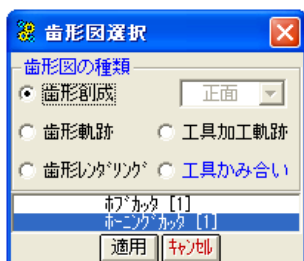 歯形図選択
歯形図の種類
歯形創成 正面
歯形軌跡 工具加工軌跡
歯形ﾚﾝﾀﾞﾘﾝｸﾞ 工具かみ合い
ﾎﾌﾞｶｯﾀ [1]
ﾎｰﾆﾝｸﾞｶｯﾀ [1]
適用 ｷｬﾝｾﾙ